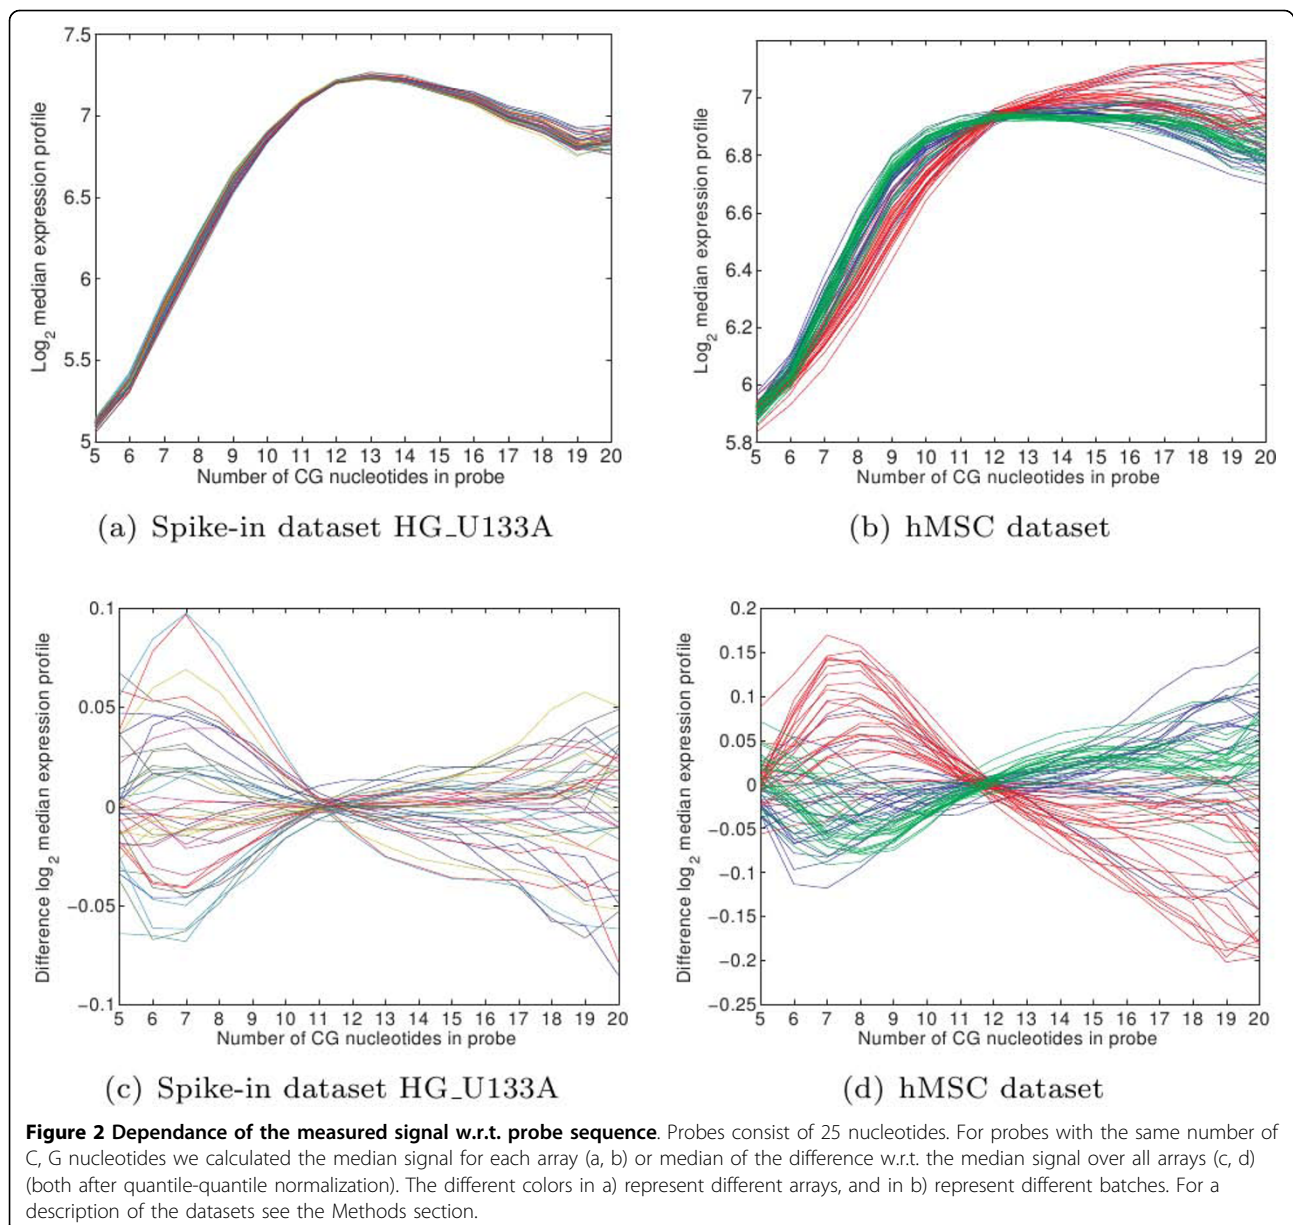 7.5
7
6.5
6
5.5
5
Log2 median expression profile
5 6 7 8 9 10 11 12 13 14 15 16 17 18 19 20
Number of CG nucleotides in probe
(a) Spike-in dataset HG_U133A
7
6.8
6.6
6.4
6.2
6
5.8
Log2 median expression profile
5 6 7 8 9 10 11 12 13 14 15 16 17 18 19 20
Number of CG nucleotides in probe
(b) hMSC dataset
0.1
0.05
0
−0.05
−0.1
Difference log2 median expression profile
5 6 7 8 9 10 11 12 13 14 15 16 17 18 19 20
Number of CG nucleotides in probe
(c) Spike-in dataset HG_U133A
0.2
0.15
0.1
0.05
0
−0.05
−0.1
−0.15
−0.2
−0.25
Difference log2 median expression profile
5 6 7 8 9 10 11 12 13 14 15 16 17 18 19 20
Number of CG nucleotides in probe
(d) hMSC dataset
Figure 2 Dependance of the measured signal w.r.t. probe sequence. Probes consist of 25 nucleotides. For probes with the same number of
C, G nucleotides we calculated the median signal for each array (a, b) or median of the difference w.r.t. the median signal over all arrays (c, d)
(both after quantile-quantile normalization). The different colors in a) represent different arrays, and in b) represent different batches. For a
description of the datasets see the Methods section.